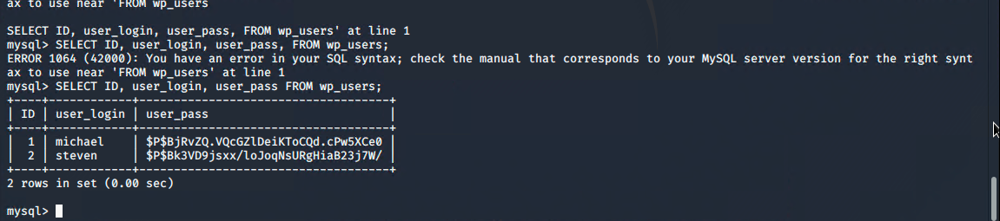 ax to use near 'FROM wp_users
SELECT ID, user_login, user_pass, FROM wp_users' at line 1
mysql> SELECT ID, user_login, user_pass, FROM wp_users;
ERROR 1064 (42000): You have an error in your SQL syntax; check the manual that corresponds to your MySQL server version for the right synt
ax to use near 'FROM wp_users' at line 1
mysql> SELECT ID, user_login, user_pass FROM wp_users;
+----+------------+------------------------------------+
| ID | user_login | user_pass                          |
+----+------------+------------------------------------+
|  1 | michael    | $P$BjRvZQ.VQcGZlDeiKToCQd.cPw5XCe0 |
|  2 | steven     | $P$Bk3VD9jsxx/loJoqNsURgHiaB23j7W/ |
+----+------------+------------------------------------+
2 rows in set (0.00 sec)
mysql>